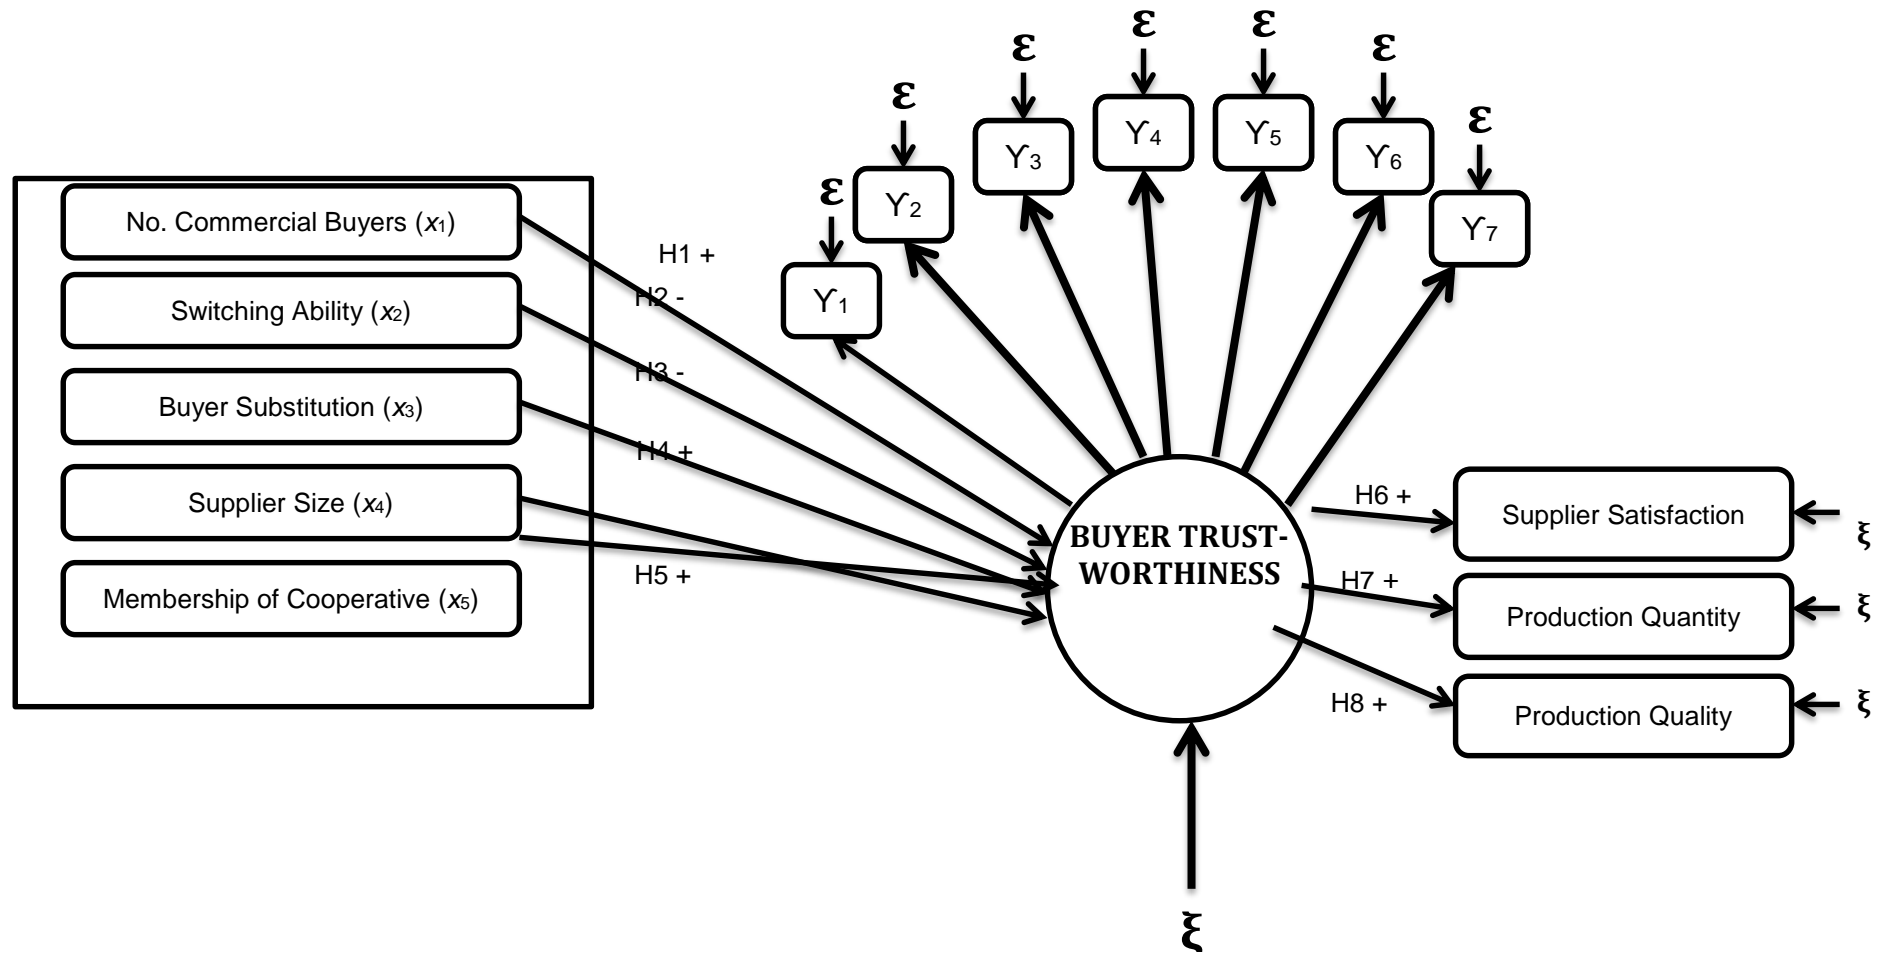 ε
ε
ε
ε
ε
ε
ε
Y4
Y5
Y3
Y6
Y2
Y7
Y1
No. Commercial Buyers (x1)
H1 +
H2 -
Switching Ability (x2)
H3 -
Buyer Substitution (x3)
H4 +
Supplier Size (x4)
H5 +
Membership of Cooperative (x5)
BUYER TRUST-
WORTHINESS
H6 +
Supplier Satisfaction
ξ
H7 +
Production Quantity
ξ
H8 +
Production Quality
ξ
ξ